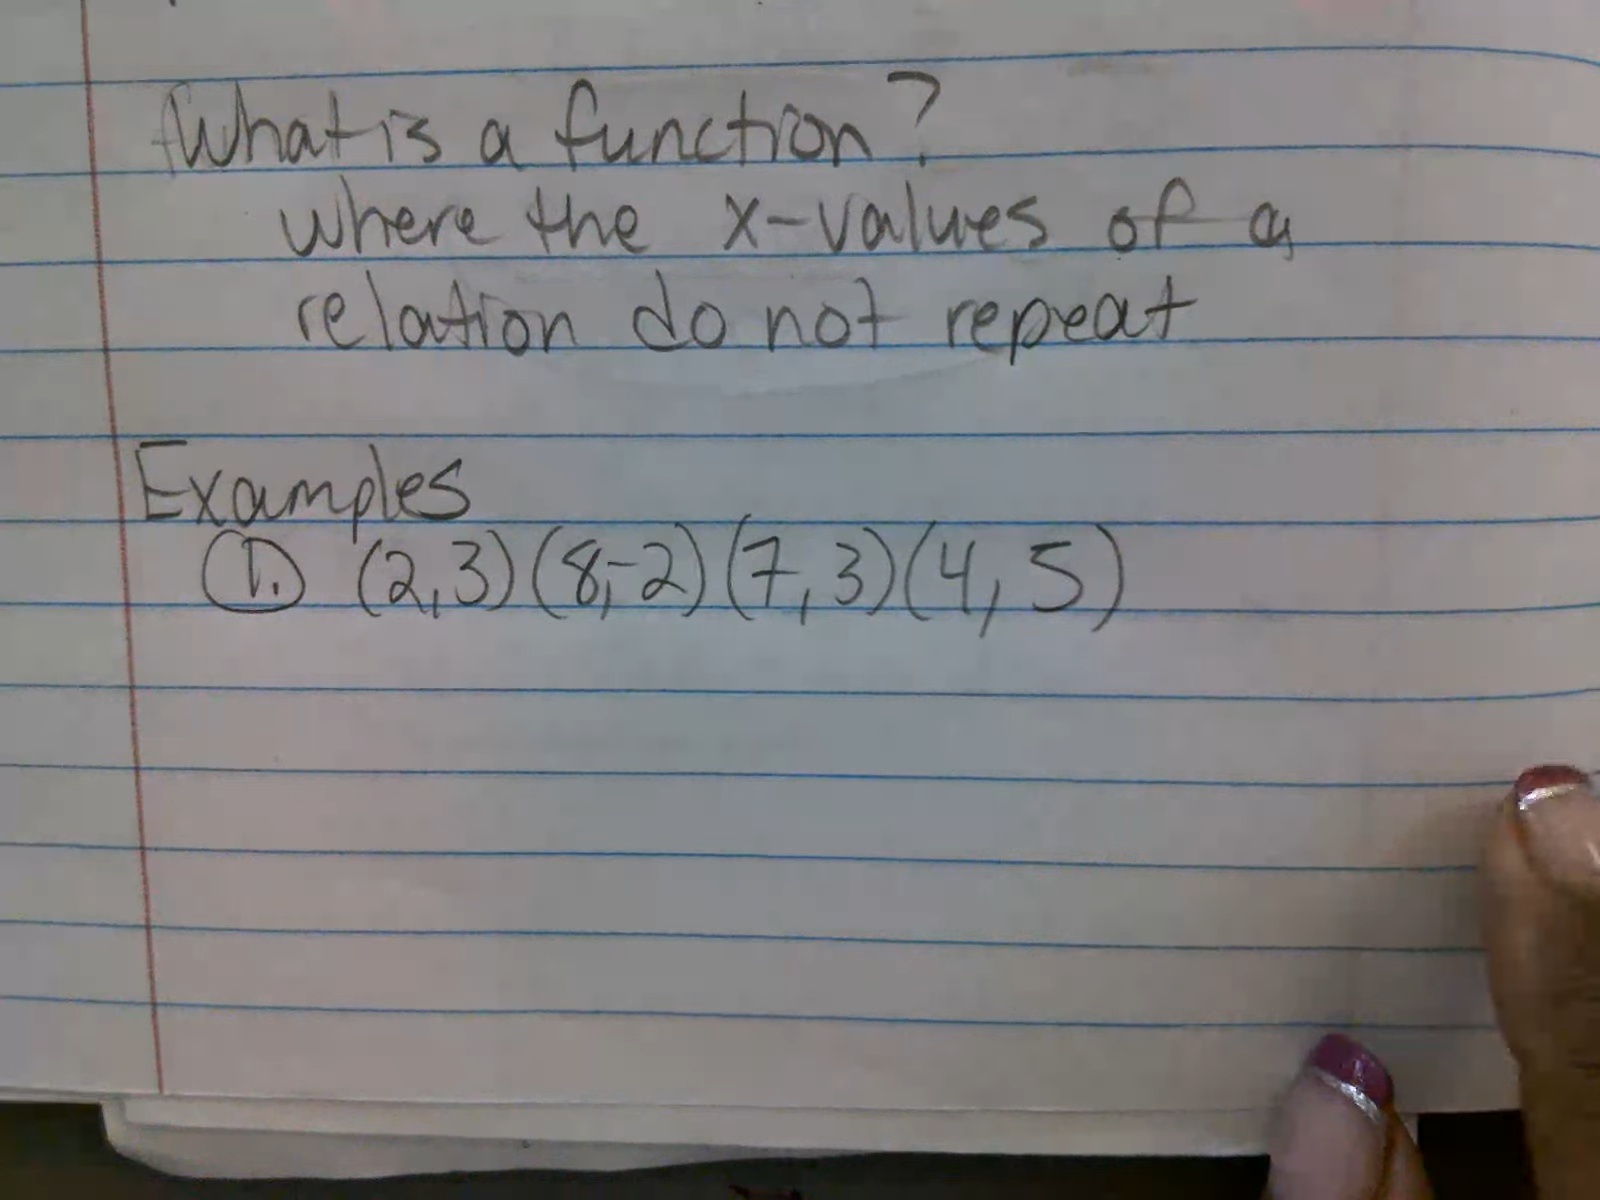 What is a function?
where the x-values of a
relation do not repeat
Examples
1. (2,3)(8,-2)(7,3)(4,5)